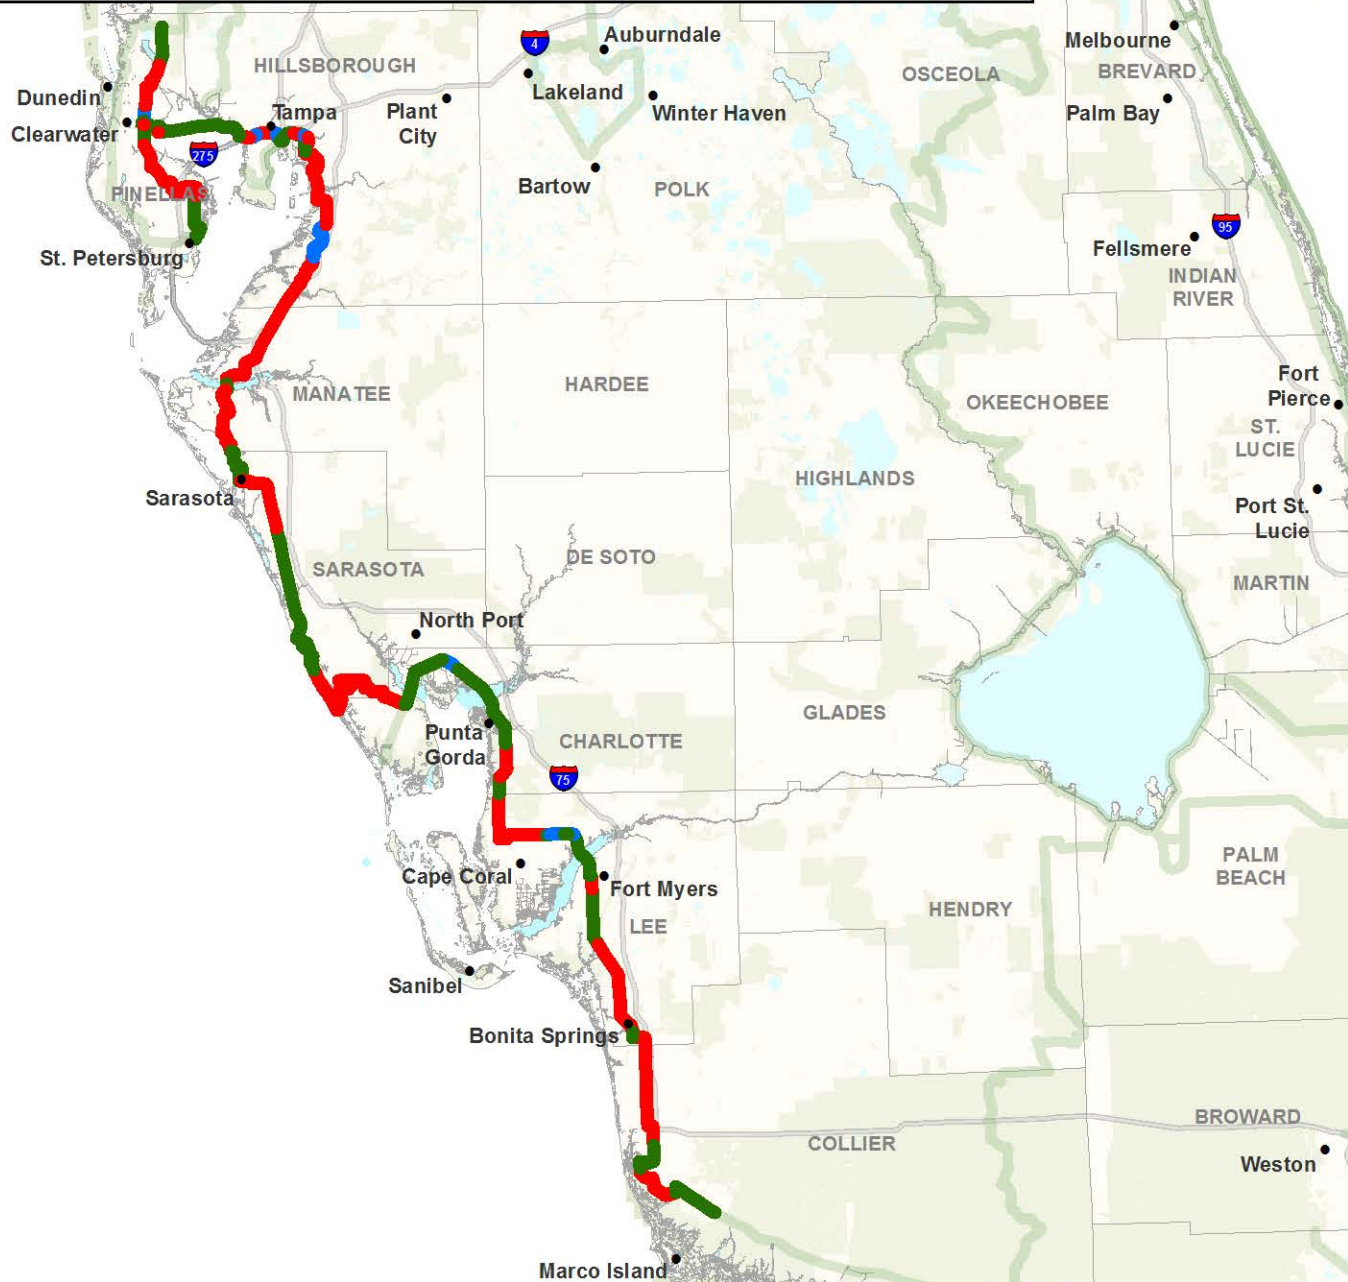 Melbourne
BREVARD
4
Auburndale
HILLSBOROUGH
OSCEOLA
Dunedin
Lakeland
Plant
City
Tampa
Winter Haven
Palm Bay
Clearwater
275
Bartow
POLK
PINELLAS
95
Fellsmere
St. Petersburg
INDIAN
RIVER
MANATEE
HARDEE
OKEECHOBEE
Fort
Pierce
ST.
LUCIE
HIGHLANDS
Sarasota
Port St.
Lucie
DE SOTO
SARASOTA
MARTIN
North Port
GLADES
Punta
Gorda
CHARLOTTE
75
PALM
BEACH
Cape Coral
Fort Myers
HENDRY
LEE
Sanibel
Bonita Springs
BROWARD
COLLIER
Weston
Marco Island